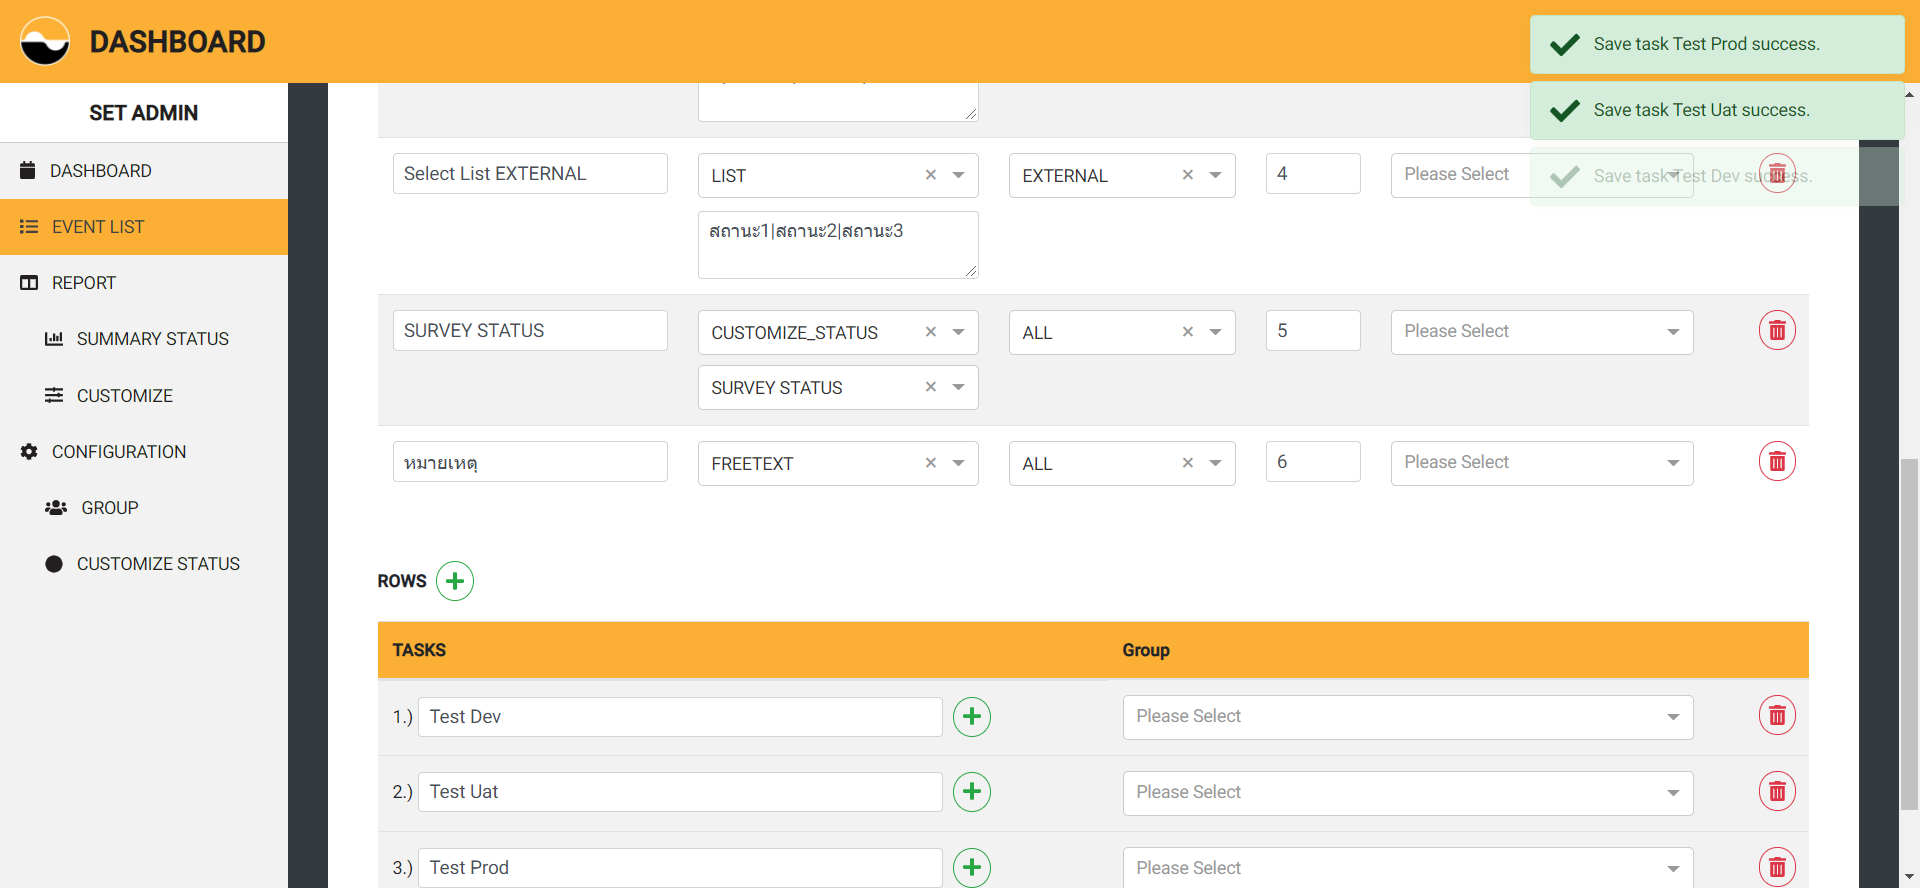 DASHBOARD
Save task Test Prod success.
SET ADMIN
Save task Test Uat success.
DASHBOARD
Select List EXTERNAL
LIST
EXTERNAL
4
Please Select
Save task Test Dev success.
EVENT LIST
สถานะ1|สถานะ2|สถานะ3
REPORT
SURVEY STATUS
CUSTOMIZE_STATUS
ALL
5
Please Select
SUMMARY STATUS
SURVEY STATUS
CUSTOMIZE
CONFIGURATION
หมายเหตุ
FREETEXT
ALL
6
Please Select
GROUP
CUSTOMIZE STATUS
ROWS
TASKS
Group
1.) Test Dev
Please Select
2.) Test Uat
Please Select
3.) Test Prod
Please Select